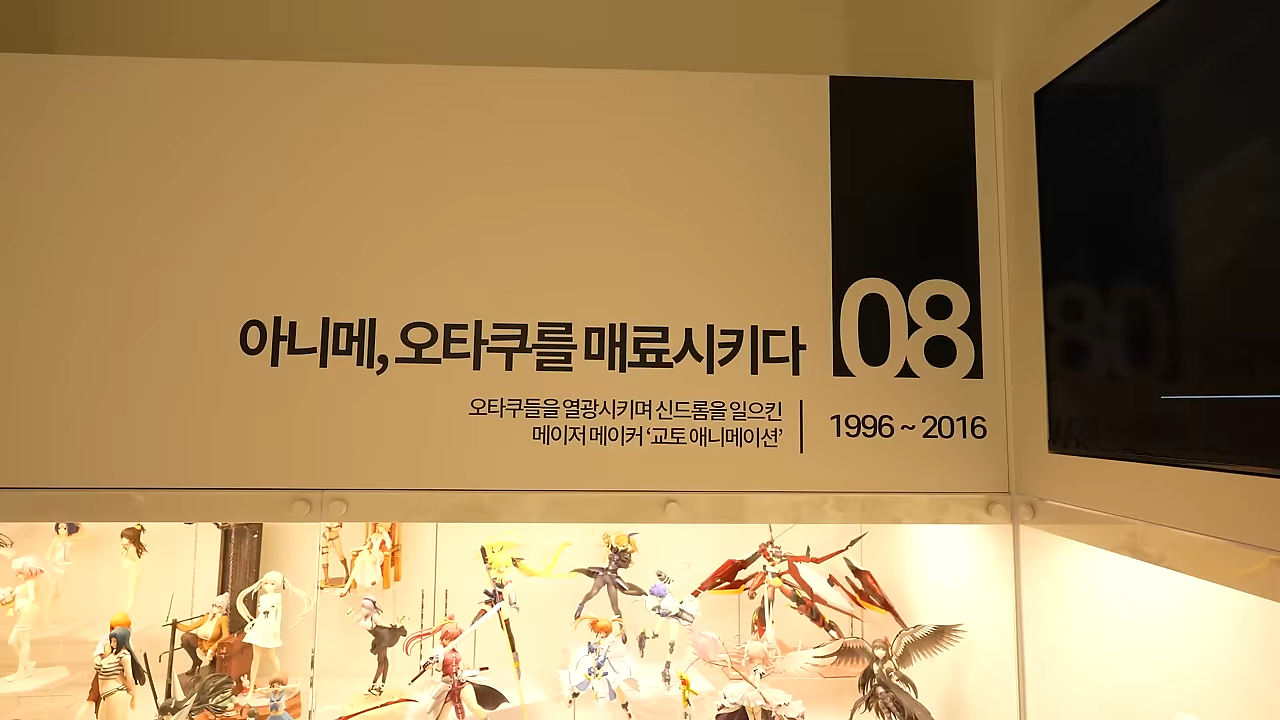 08
아니메, 오타쿠를 매료시키다
오타쿠들을 열광시키며 신드롬을 일으킨
메이저 메이커 ‘교토 애니메이션’
1996 ~ 2016